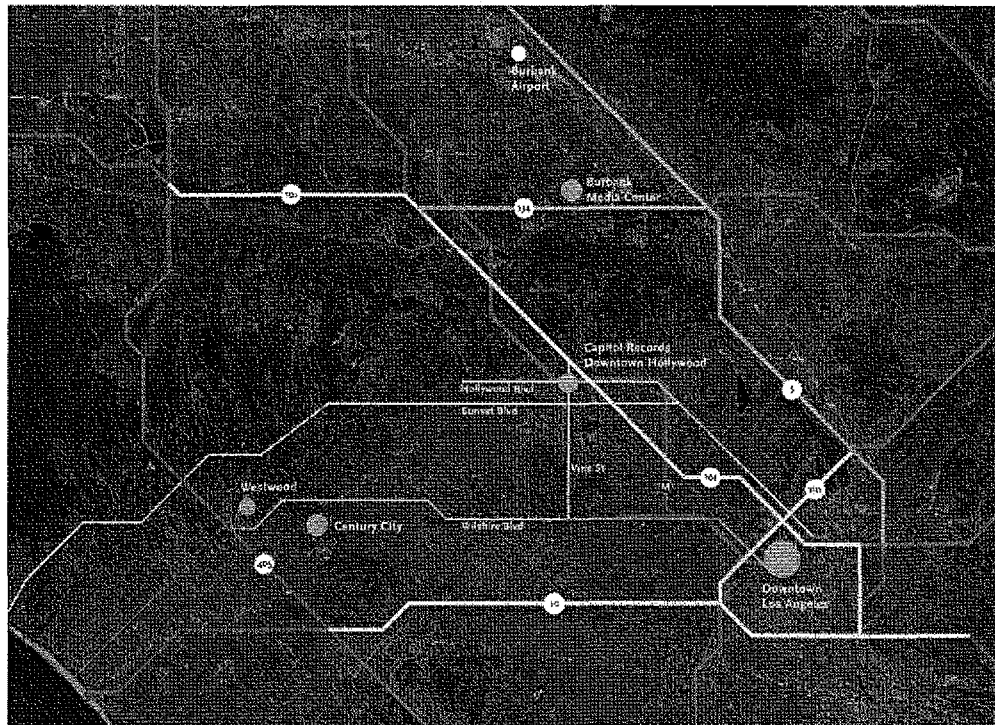 Burbank
Airport
Burbank
Media Center
134
Capitol Records
Downtown Hollywood
Hollywood Blvd
Sunset Blvd
5
Vine St
101
110
Westwood
Century City
Wilshire Blvd
405
10
Downtown
Los Angeles